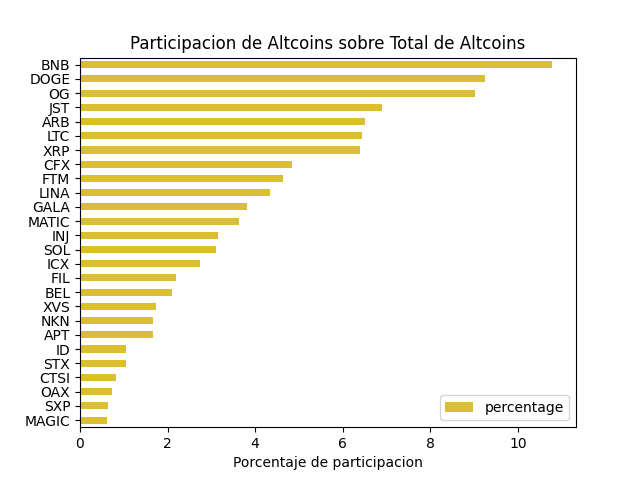 Participacion de Altcoins sobre Total de Altcoins
BNB
DOGE
OG
JST
ARB
LTC
XRP
CFX
FTM
LINA
GALA
MATIC
INJ
SOL
ICX
FIL
BEL
XVS
NKN
APT
ID
STX
CTSI
OAX
SXP
MAGIC
percentage
0 2 4 6 8 10
Porcentaje de participacion